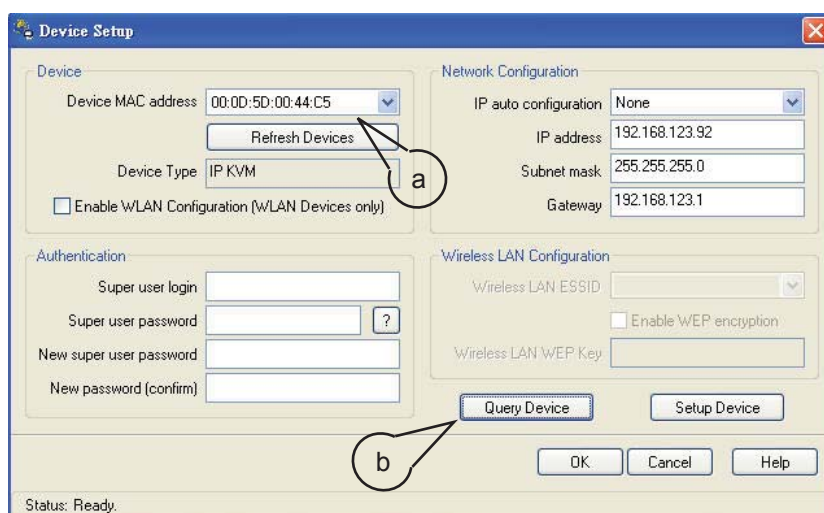 Device Setup
Device
Device MAC address 00:0D:5D:00:44:C5
Refresh Devices
Device Type IP KVM
Enable WLAN Configuration (WLAN Devices only)
a
Network Configuration
IP auto configuration None
IP address 192.168.123.92
Subnet mask 255.255.255.0
Gateway 192.168.123.1
Authentication
Super user login
Super user password ?
New super user password
New password (confirm)
Wireless LAN Configuration
Wireless LAN ESSID
Enable WEP encryption
Wireless LAN WEP Key
Query Device Setup Device
b
OK Cancel Help
Status: Ready.